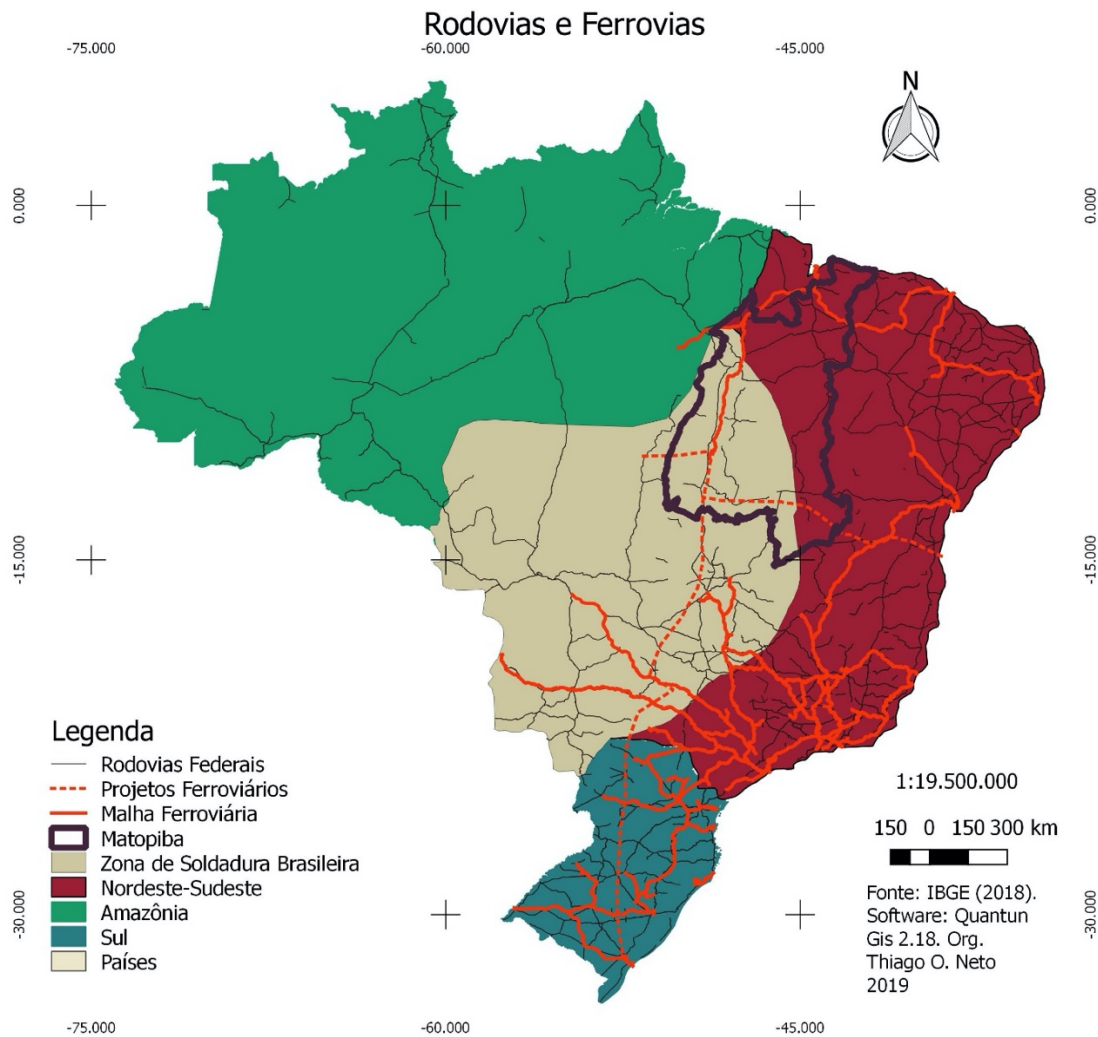 Rodovias e Ferrovias
-75.000
-60.000
-45.000
N
0.000
0.000
-15.000
-15.000
-30.000
-30.000
Legenda
Rodovias Federais
Projetos Ferroviários
Malha Ferroviária
Matopiba
Zona de Soldadura Brasileira
Nordeste-Sudeste
Amazônia
Sul
Países
1:19.500.000
150 0 150 300 km
Fonte: IBGE (2018).
Software: Quantun
Gis 2.18. Org.
Thiago O. Neto
2019
-75.000
-60.000
-45.000